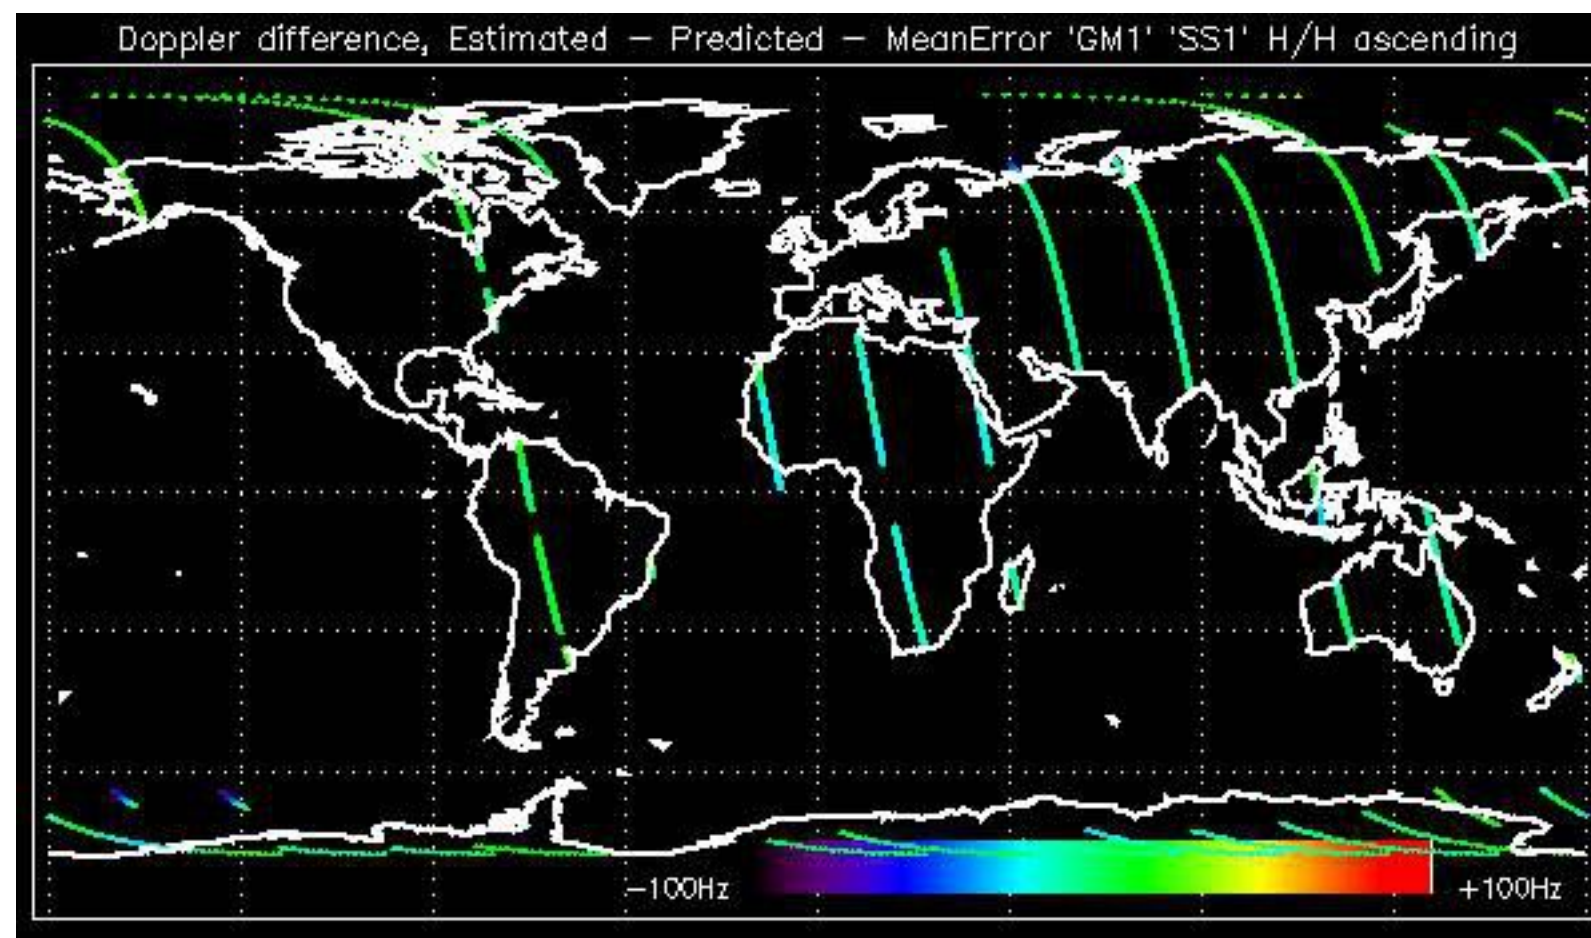 Doppler difference, Estimated - Predicted - MeanError 'GM1' 'SS1' H/H ascending
-100Hz
+100Hz